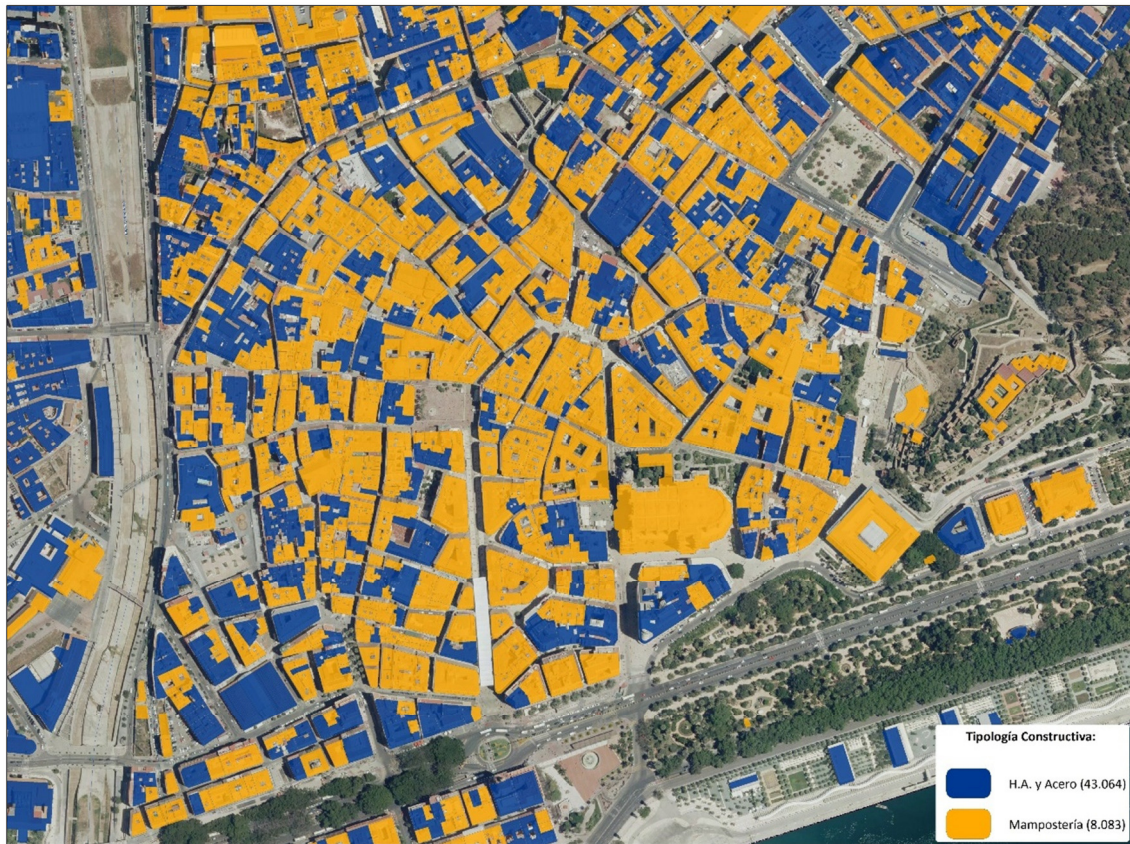 Tipología Constructiva:
H.A. y Acero (43.064)
Mampostería (8.083)